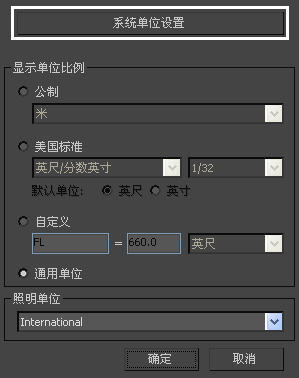 系统单位设置
显示单位比例
公制
米
美国标准
英尺/分数英寸 1/32
默认单位: 英尺 英寸
自定义
FL = 660.0 英尺
通用单位
照明单位
International
确定 取消